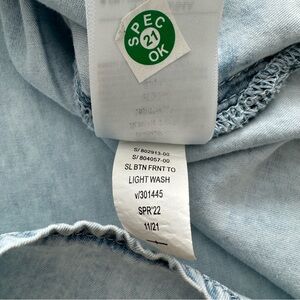 SPEC
21
OK
S/ 802915-00
S/ 804057-00
SL BTN FRNT TO
LIGHT WASH
v/301445
SPR'22
11/21